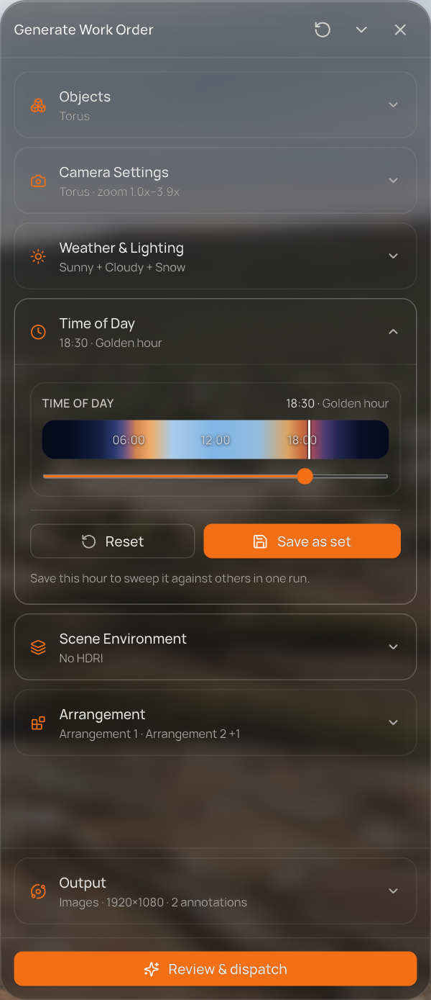 Generate Work Order
Objects
Torus
Camera Settings
Torus · zoom 1.0x–3.9x
Weather & Lighting
Sunny + Cloudy + Snow
Time of Day
18:30 · Golden hour
TIME OF DAY
18:30 · Golden hour
06:00 12:00 18:00
Reset
Save as set
Save this hour to sweep it against others in one run.
Scene Environment
No HDRI
Arrangement
Arrangement 1 · Arrangement 2 +1
Output
Images · 1920×1080 · 2 annotations
Review & dispatch